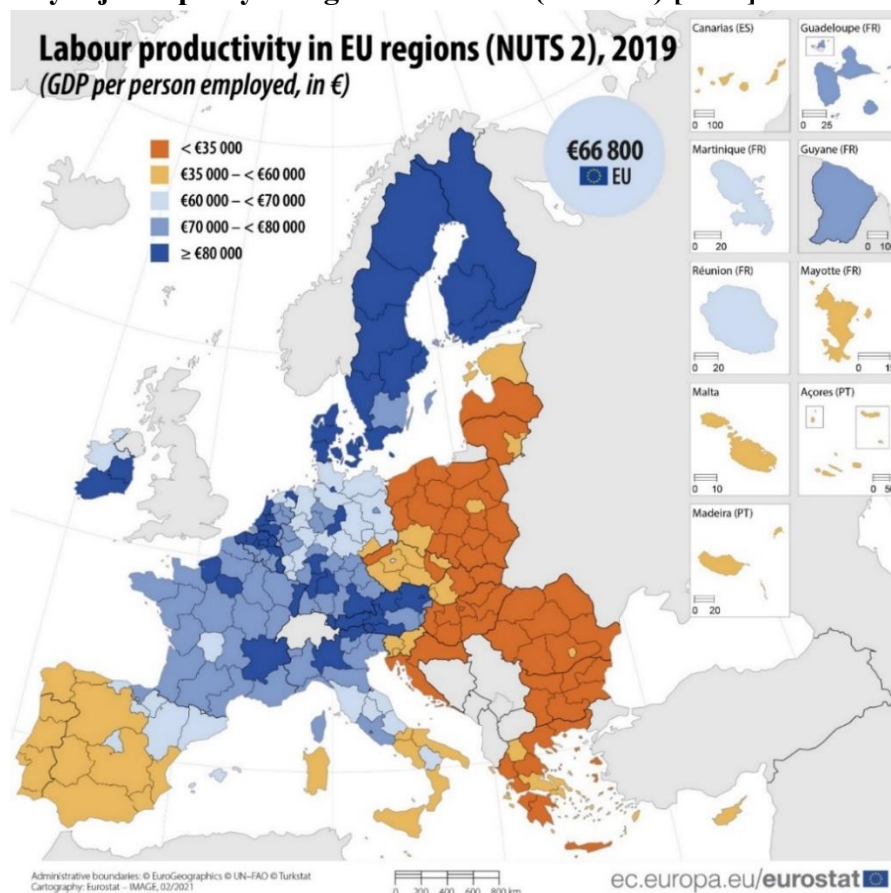 Labour productivity in EU regions (NUTS 2), 2019
(GDP per person employed, in €)
< €35 000
€35 000 – < €60 000
€60 000 – < €70 000
€70 000 – < €80 000
≥ €80 000
€66 800
EU
Canarias (ES)
0 100
Guadeloupe (FR)
0 25
Martinique (FR)
0 20
Guyane (FR)
0 10
Réunion (FR)
0 20
Mayotte (FR)
0
Malta
0 10
Açores (PT)
0
Madeira (PT)
0 20
Administrative boundaries: © EuroGeographics © UN–FAO © Turkstat
Cartography: Eurostat – IMAGE, 02/2021
0 200 400 600 800 km
ec.europa.eu/eurostat